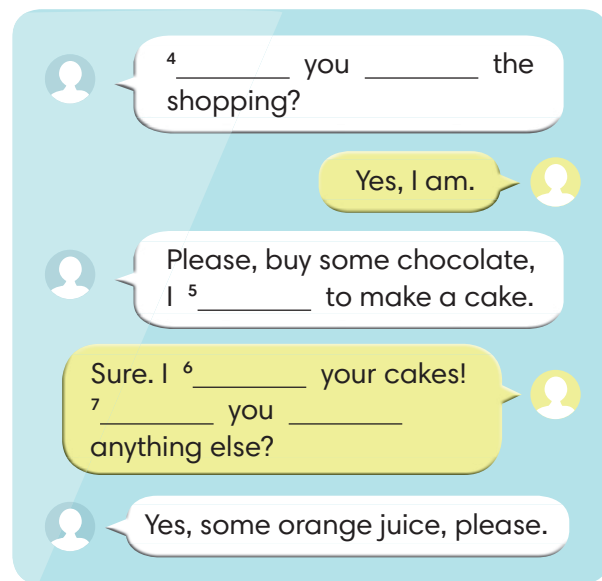 4________ you ________ the
shopping?
Yes, I am.
Please, buy some chocolate,
I 5________ to make a cake.
Sure. I 6________ your cakes!
7________ you ________
anything else?
Yes, some orange juice, please.